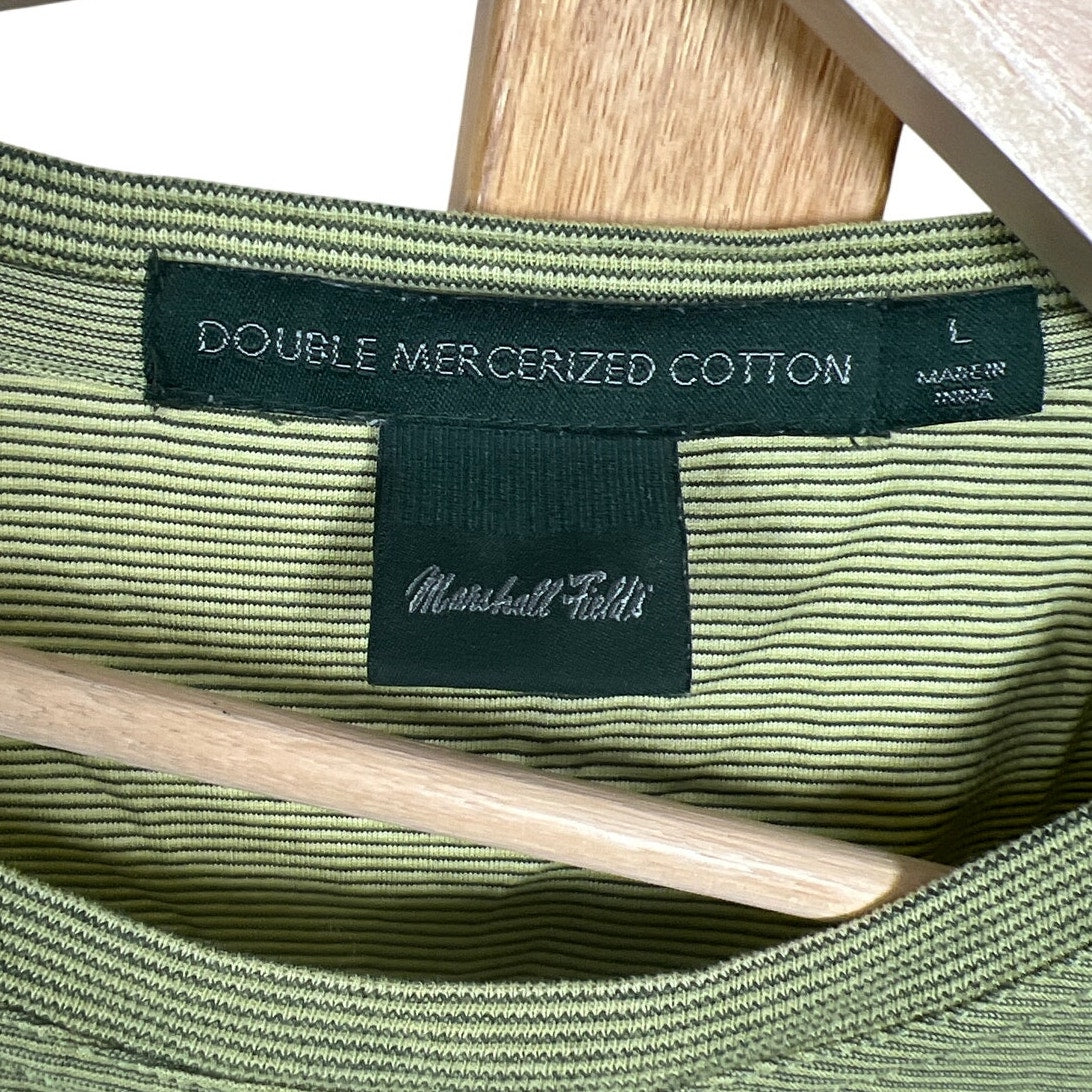 DOUBLE MERCERIZED COTTON
L
MADE IN
INDIA
Marshall Field's